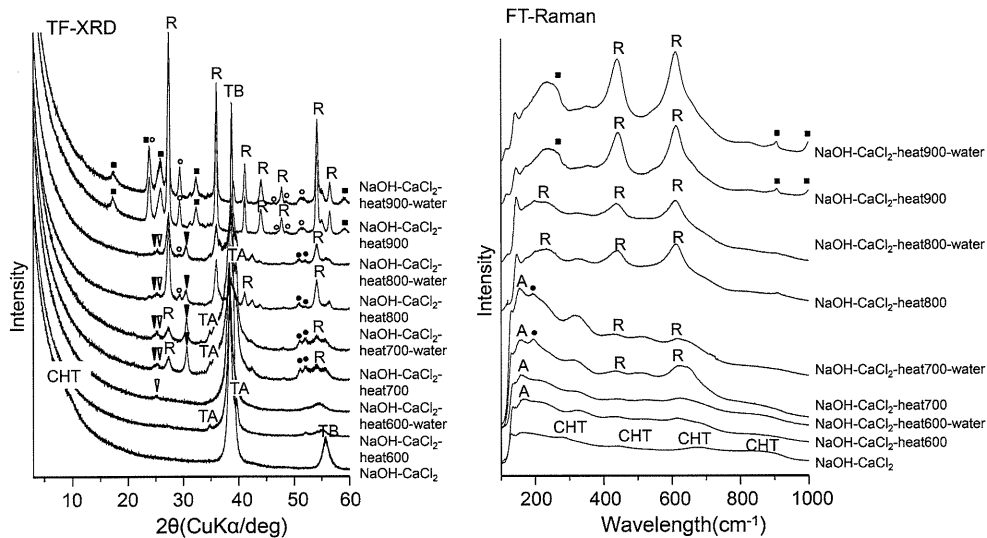 TF-XRD
R
R
TB
R
R
R
R
NaOH-CaCl₂-
heat900-water
R
R
NaOH-CaCl₂-
heat900
TA
R
NaOH-CaCl₂-
heat800-water
R
R
NaOH-CaCl₂-
heat800
R
TA
R
NaOH-CaCl₂-
heat700-water
R
TA
R
NaOH-CaCl₂-
heat700
CHT
TA
NaOH-CaCl₂-
heat600-water
TA
NaOH-CaCl₂-
heat600
TB
NaOH-CaCl₂
Intensity
10
20
30
40
50
60
2θ(CuKα/deg)
FT-Raman
R
R
NaOH-CaCl₂-heat900-water
R
R
NaOH-CaCl₂-heat900
R
R
R
NaOH-CaCl₂-heat800-water
R
R
R
NaOH-CaCl₂-heat800
A
R
R
NaOH-CaCl₂-heat700-water
A
R
R
NaOH-CaCl₂-heat700
A
NaOH-CaCl₂-heat600-water
A
NaOH-CaCl₂-heat600
CHT
CHT
CHT
CHT
NaOH-CaCl₂
Intensity
200
400
600
800
1000
Wavelength(cm⁻¹)